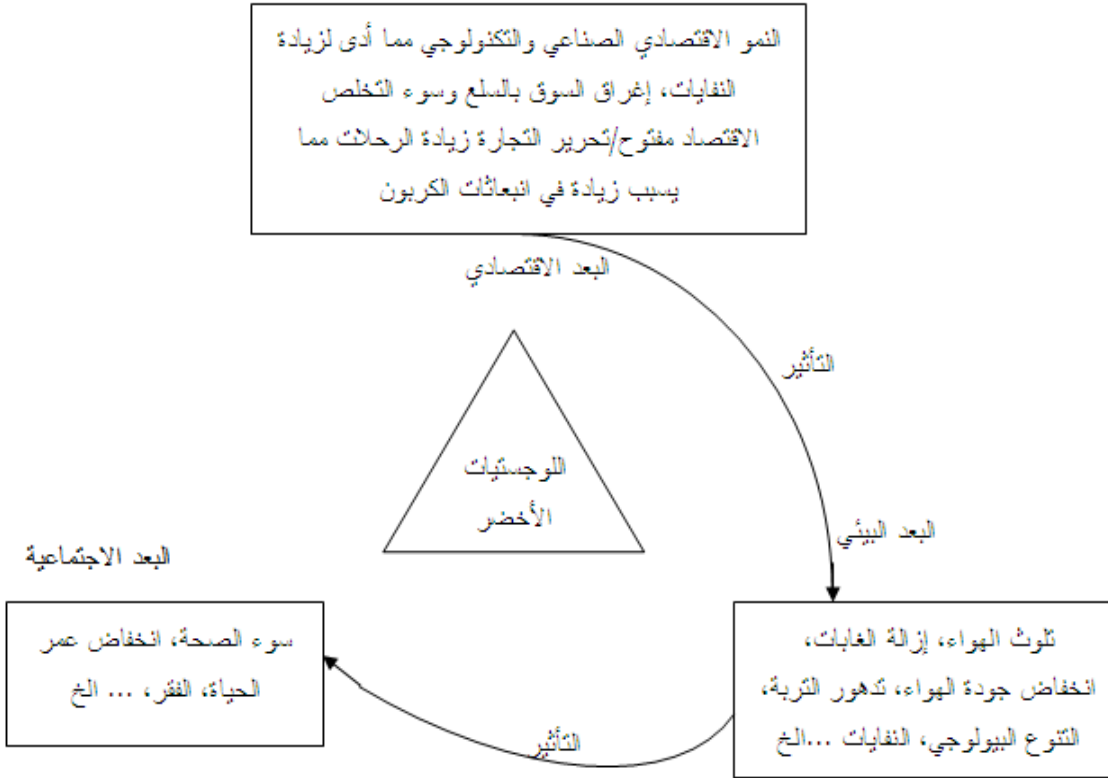 النمو الاقتصادي الصناعي والتكنولوجي مما أدى لزيادة
النفايات، إغراق السوق بالسلع وسوء التخلص
الاقتصاد مفتوح/تحرير التجارة زيادة الرحلات مما
يسبب زيادة في انبعاثات الكربون
البعد الاقتصادي
التأثير
اللوجستيات
الأخضر
البعد البيئي
البعد الاجتماعية
سوء الصحة، انخفاض عمر
الحياة، الفقر، ... الخ
تلوث الهواء، إزالة الغابات،
انخفاض جودة الهواء، تدهور التربة،
التنوع البيولوجي، النفايات ...الخ
التأثير